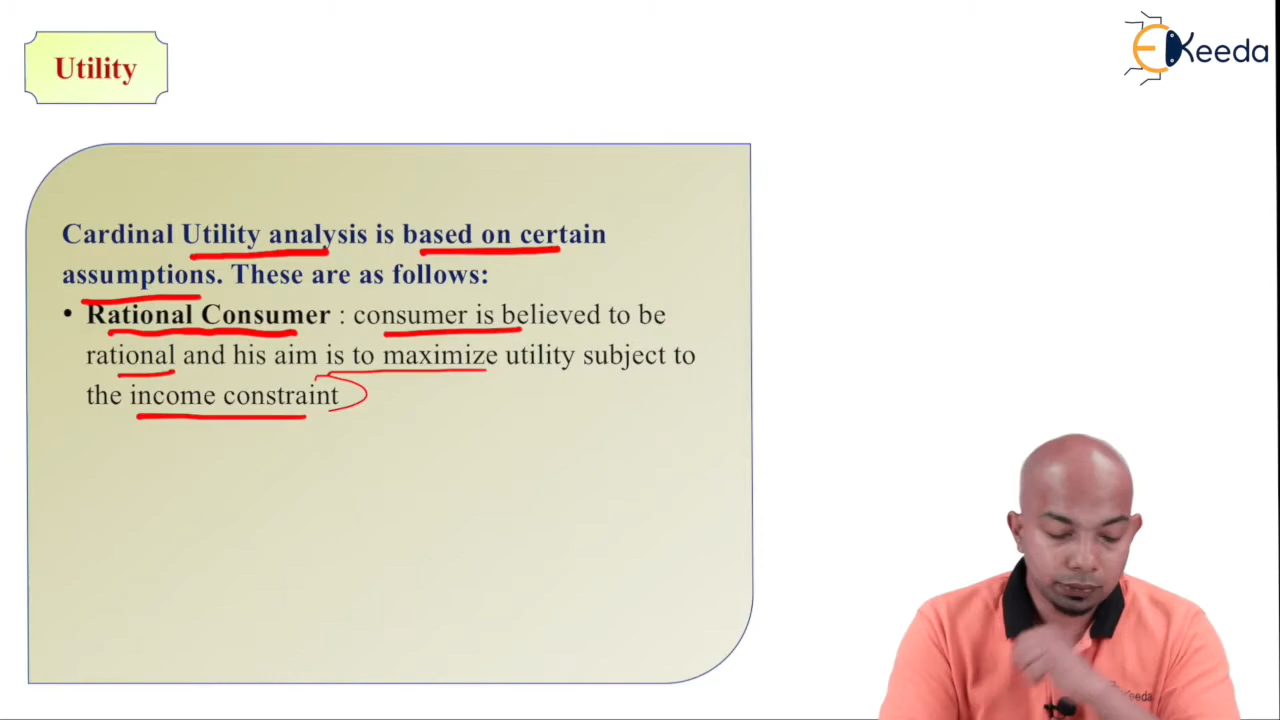 Utility
EKeeda
Cardinal Utility analysis is based on certain
assumptions. These are as follows:
• Rational Consumer : consumer is believed to be
rational and his aim is to maximize utility subject to
the income constraint
Keeda